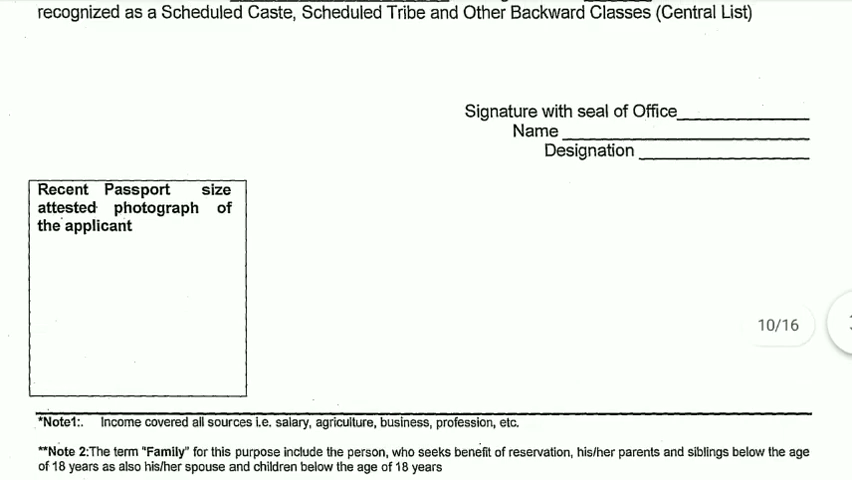 recognized as a Scheduled Caste, Scheduled Tribe and Other Backward Classes (Central List)
Signature with seal of Office
Name
Designation
Recent Passport size
attested photograph of
the applicant
10/16
*Note1:. Income covered all sources i.e. salary, agriculture, business, profession, etc.
**Note 2:The term "Family" for this purpose include the person, who seeks benefit of reservation, his/her parents and siblings below the age
of 18 years as also his/her spouse and children below the age of 18 years